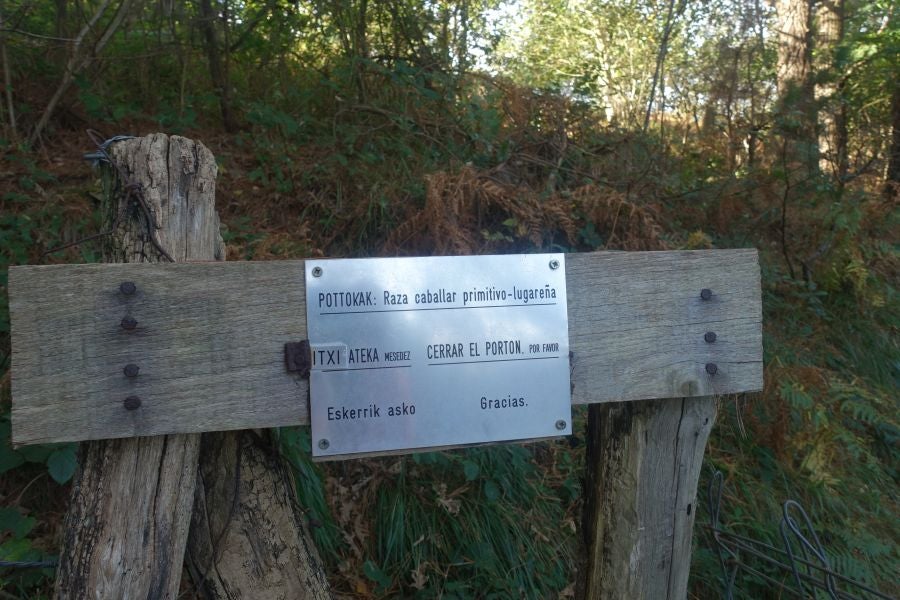 POTTOKAK: Raza caballar primitivo-lugareña
ITXI ATEKA MESEDEZ CERRAR EL PORTON. POR FAVOR
Eskerrik asko Gracias.